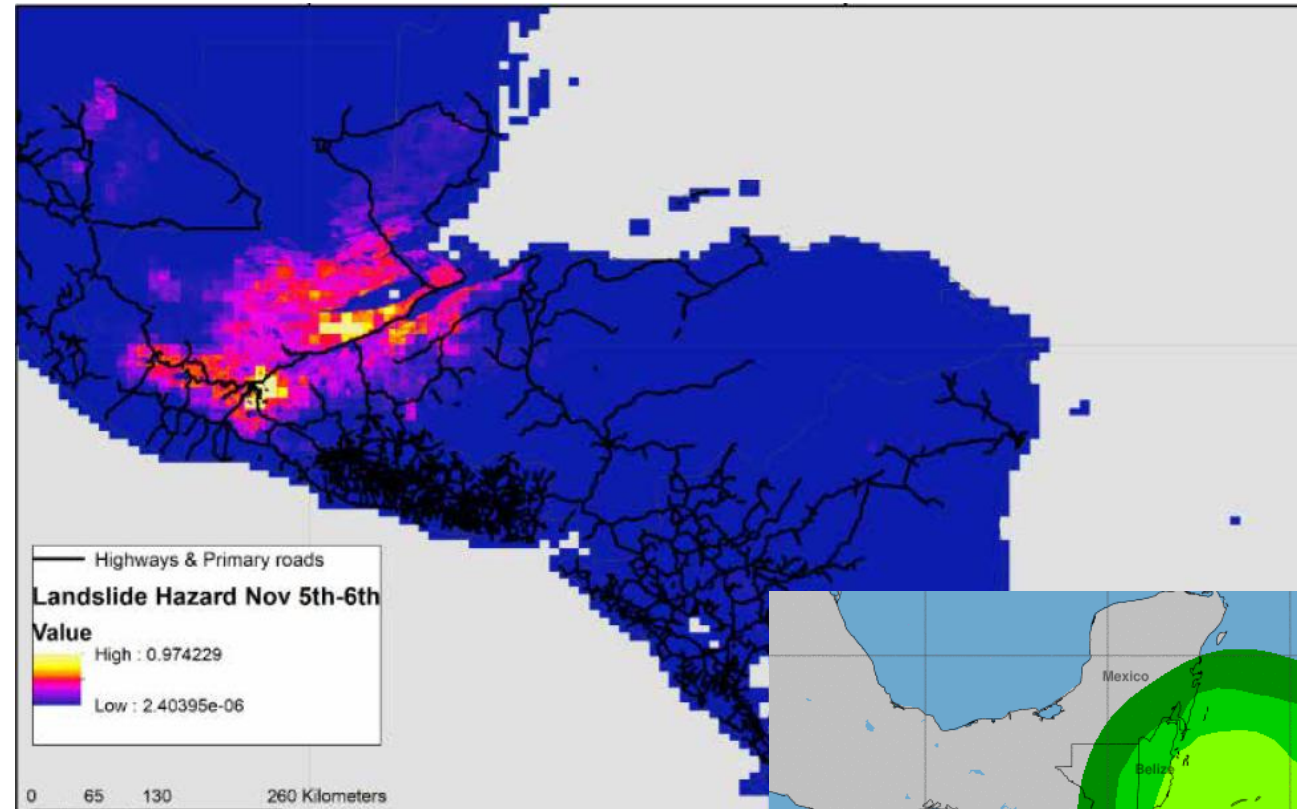 Highways & Primary roads
Landslide Hazard Nov 5th-6th
Value
High : 0.974229
Low : 2.40395e-06
0 65 130 260 Kilometers
Mexico
Belize